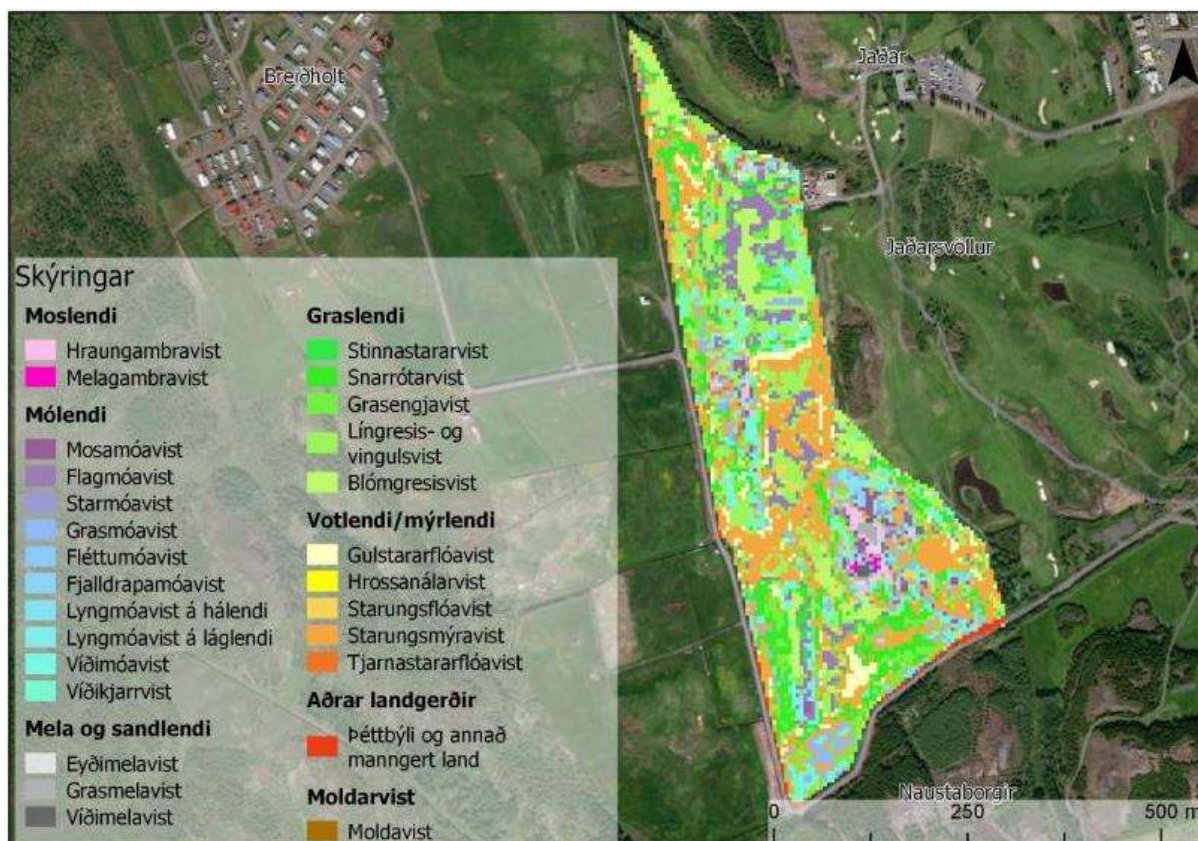 Breiðholt
Jaðar
Jaðarsvöllur
Skýringar
Moslendi
Hraungambravist
Melagambravist
Mólendi
Mosamóavist
Flagmóavist
Starmóavist
Grasmóavist
Fléttumóavist
Fjalldrapamóavist
Lyngmóavist á hálendi
Lyngmóavist á láglendi
Víðimóavist
Víðikjarrvist
Mela og sandlendi
Eyðimelavist
Grasmelavist
Víðimelavist
Graslendi
Stinnastararvist
Snarrótarvist
Grasengjavist
Língresis- og
vingulsvist
Blómgresisvist
Votlendi/mýrlendi
Gulstararflóavist
Hrossanálarvist
Starungsflóavist
Starungsmýravist
Tjarnastararflóavist
Aðrar landgerðir
Þéttbýli og annað
manngert land
Moldarvist
Moldavist
Naustaborgir
0 250 500 m